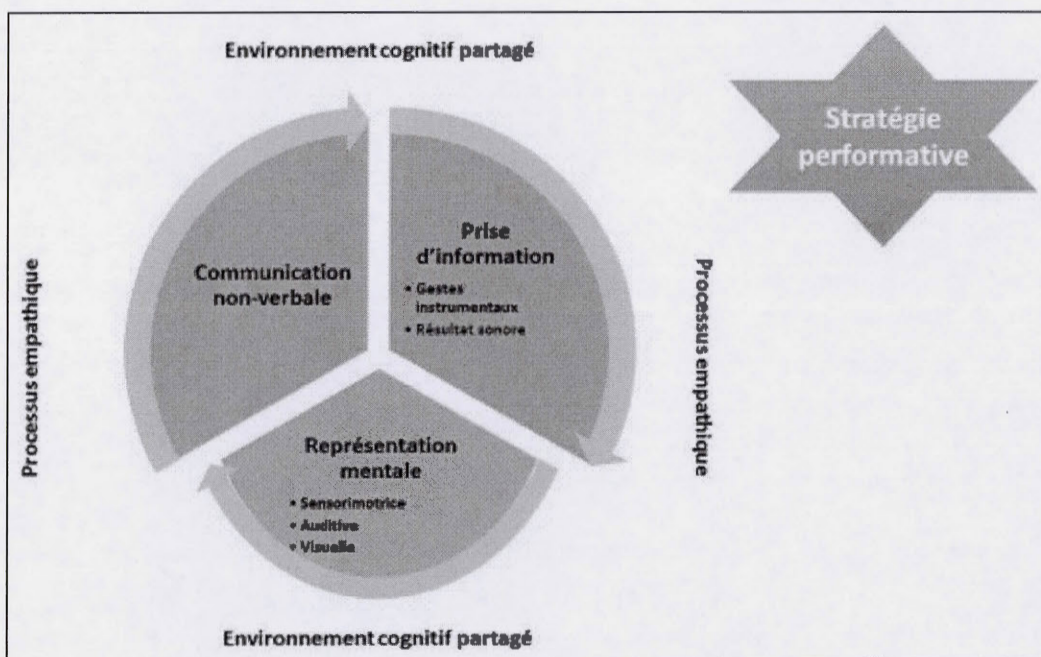 Environnement cognitif partagé
Stratégie
performative
Prise
d'information
• Gestes
instrumentaux
• Résultat sonore
Communication
non-verbale
Processus empathique
Processus empathique
Représentation
mentale
• Sensorimotrice
• Auditive
• Visuelle
Environnement cognitif partagé